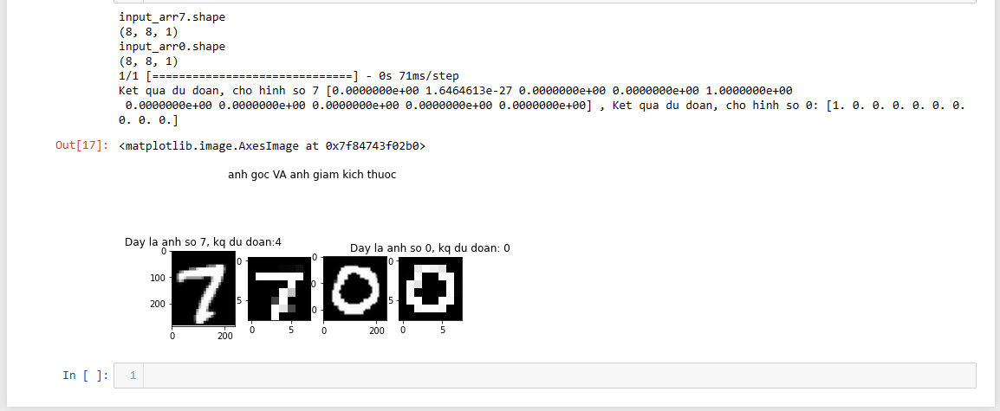 input_arr7.shape
(8, 8, 1)
input_arr0.shape
(8, 8, 1)
1/1 [==============================] - 0s 71ms/step
Ket qua du doan, cho hinh so 7 [0.0000000e+00 1.6464613e-27 0.0000000e+00 0.0000000e+00 1.0000000e+00
0.0000000e+00 0.0000000e+00 0.0000000e+00 0.0000000e+00 0.0000000e+00] , Ket qua du doan, cho hinh so 0: [1. 0. 0. 0. 0. 0. 0.
0. 0. 0.]
Out[17]: <matplotlib.image.AxesImage at 0x7f84743f02b0>
anh goc VA anh giam kich thuoc
Day la anh so 7, kq du doan:4
Day la anh so 0, kq du doan: 0
0 0 0 0
100 0
200 5 0 5
7 7 0 0
0 200 0 5 0 200 0 5
In [ ]: 1